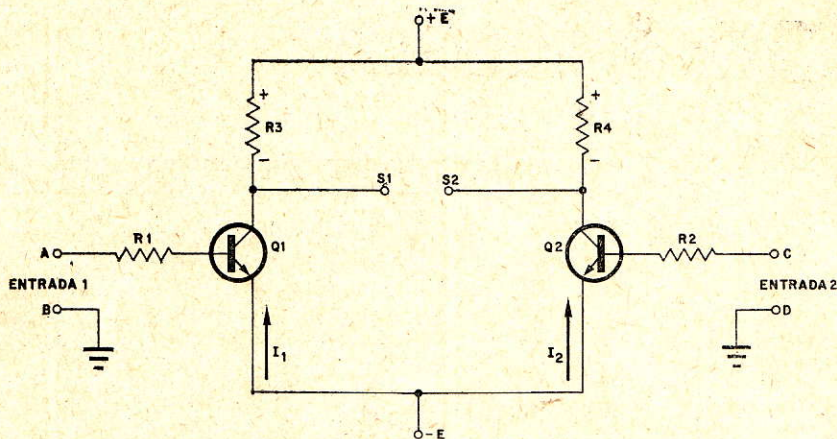 +E
+
+
R3
R4
-
-
S1
S2
R1
Q1
Q2
R2
A
C
ENTRADA 1
ENTRADA 2
B
D
I1
I2
-E